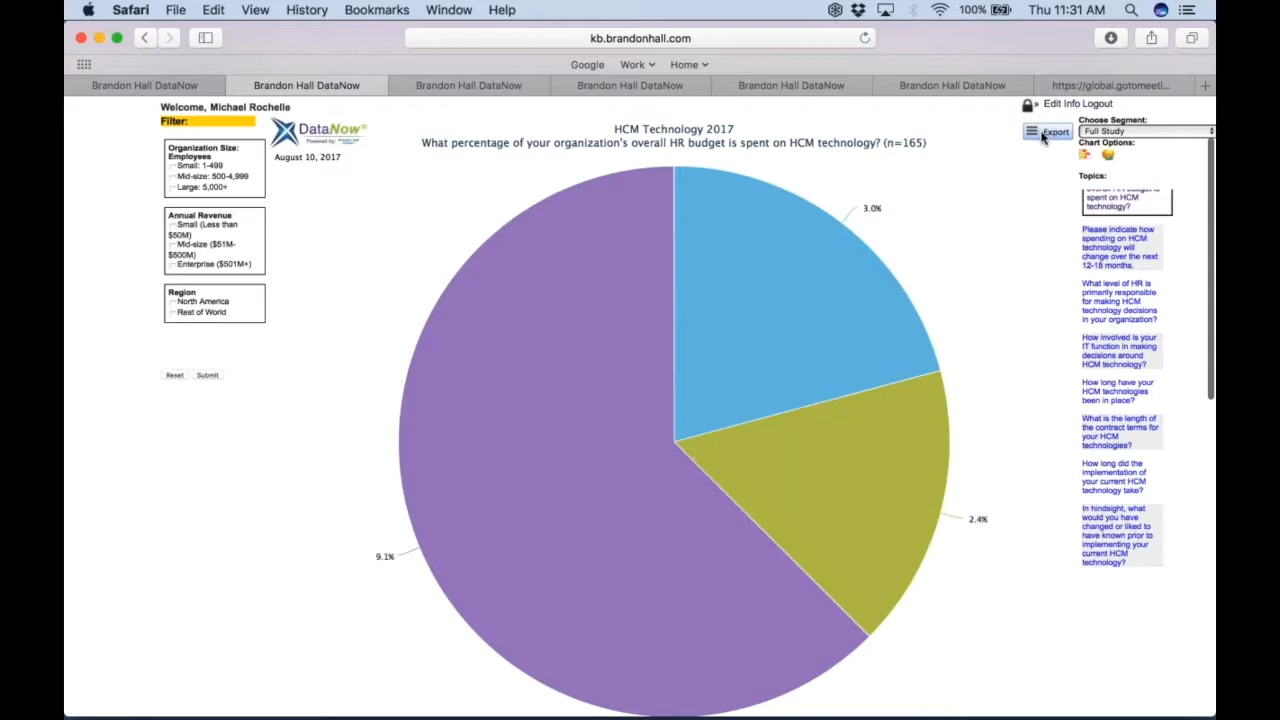 Safari File Edit View History Bookmarks Window Help 100% Thu 11:31 AM
kb.brandonhall.com
Google Work Home
Brandon Hall DataNow Brandon Hall DataNow Brandon Hall DataNow Brandon Hall DataNow Brandon Hall DataNow Brandon Hall DataNow https://global.gotomeeti...
Welcome, Michael Rochelle
Filter:
Organization Size:
Employees
Small: 1-499
Mid-size: 500-4,999
Large: 5,000+
Annual Revenue
Small (Less than
$50M)
Mid-size ($51M-
$500M)
Enterprise ($501M+)
Region
North America
Rest of World
Reset Submit
DataNow®
Powered by:
August 10, 2017
HCM Technology 2017
What percentage of your organization's overall HR budget is spent on HCM technology? (n=165)
3.0%
2.4%
9.1%
» Edit Info Logout
Export
Choose Segment:
Full Study
Chart Options:
Topics:
overall HR budget is
spent on HCM
technology?
Please indicate how
spending on HCM
technology will
change over the next
12-18 months.
What level of HR is
primarily responsible
for making HCM
technology decisions
in your organization?
How involved is your
IT function in making
decisions around
HCM technology?
How long have your
HCM technologies
been in place?
What is the length of
the contract terms for
your HCM
technologies?
How long did the
implementation of
your current HCM
technology take?
In hindsight, what
would you have
changed or liked to
have known prior to
implementing your
current HCM
technology?